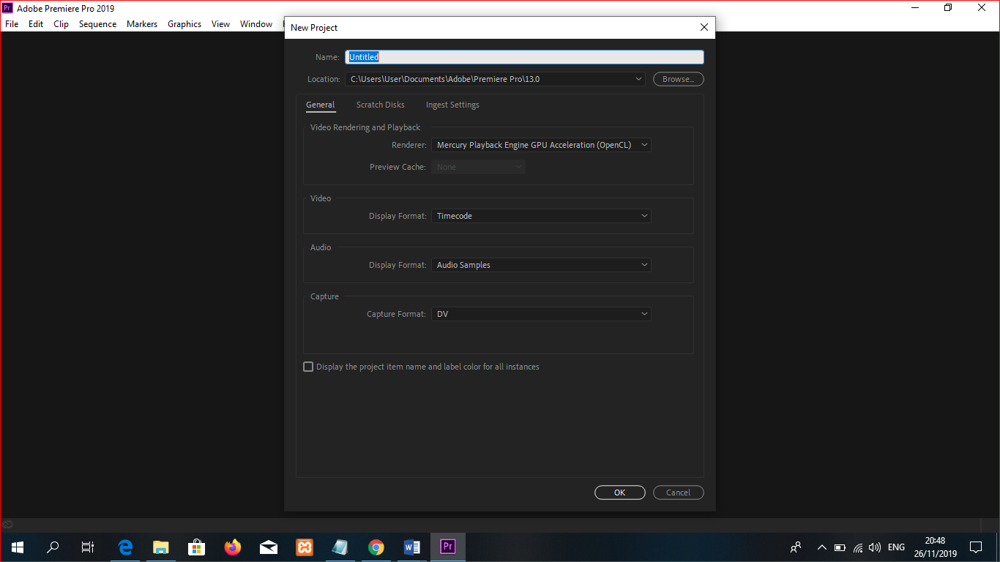 Pr Adobe Premiere Pro 2019
File Edit Clip Sequence Markers Graphics View Window
New Project
Name: Untitled
Location: C:\Users\User\Documents\Adobe\Premiere Pro\13.0 Browse...
General Scratch Disks Ingest Settings
Video Rendering and Playback
Renderer: Mercury Playback Engine GPU Acceleration (OpenCL)
Preview Cache: None
Video
Display Format: Timecode
Audio
Display Format: Audio Samples
Capture
Capture Format: DV
Display the project item name and label color for all instances
OK Cancel
Pr
ENG
20:48
26/11/2019